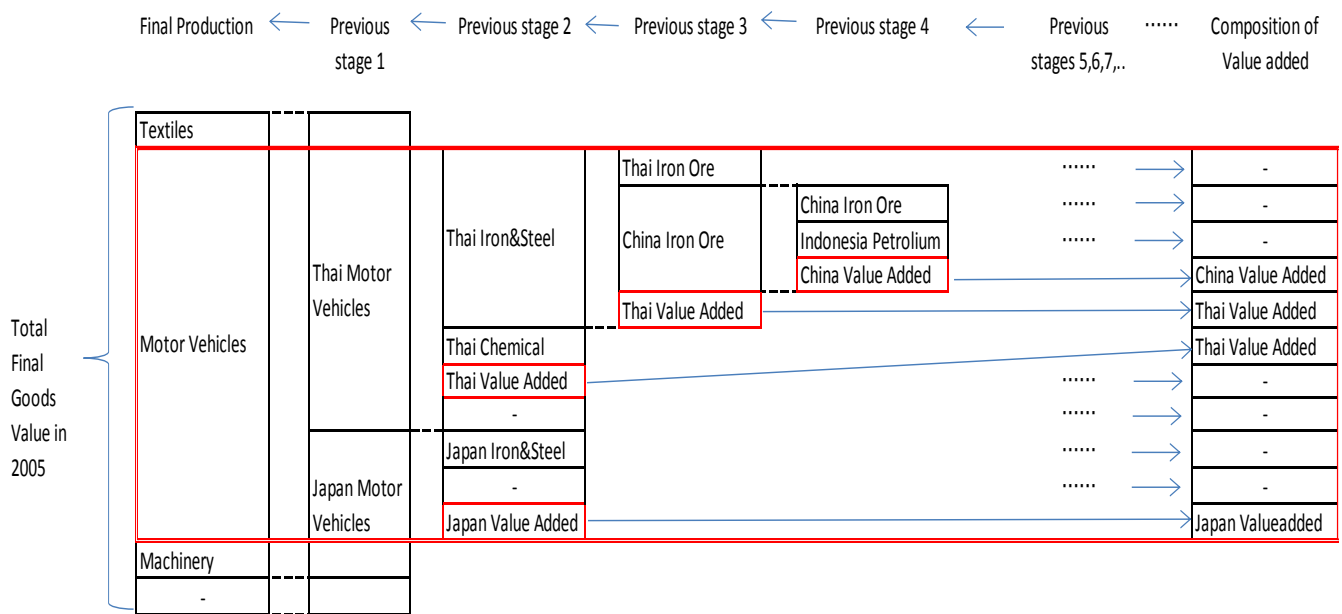 Final Production
Previous
stage 1
Previous stage 2
Previous stage 3
Previous stage 4
Previous
stages 5,6,7,..
......
Composition of
Value added
Total
Final
Goods
Value in
2005
Textiles
Motor Vehicles
Machinery
-
Thai Motor
Vehicles
Japan Motor
Vehicles
Thai Iron&Steel
Thai Chemical
Thai Value Added
-
Japan Iron&Steel
-
Japan Value Added
Thai Iron Ore
China Iron Ore
Thai Value Added
China Iron Ore
Indonesia Petrolium
China Value Added
......
......
......
......
......
......
......
-
-
-
China Value Added
Thai Value Added
Thai Value Added
-
-
-
-
Japan Valueadded